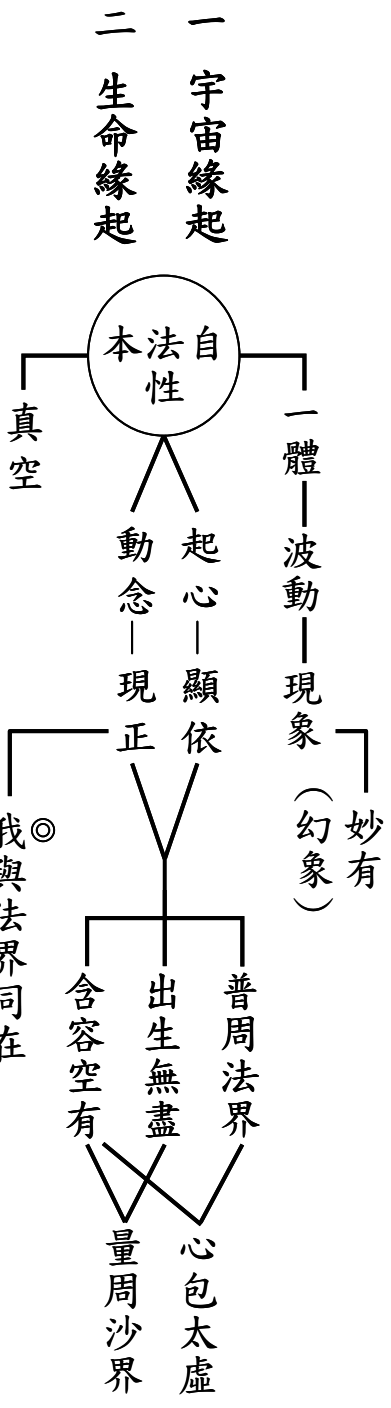 一　宇宙緣起
二　生命緣起
自法本
性
一體—波動—現象（幻象）
妙有
真空
起心—顯依
動念—現正
◎我與法界同在
普周法界
出生無盡
含容空有
心包太虛
量周沙界